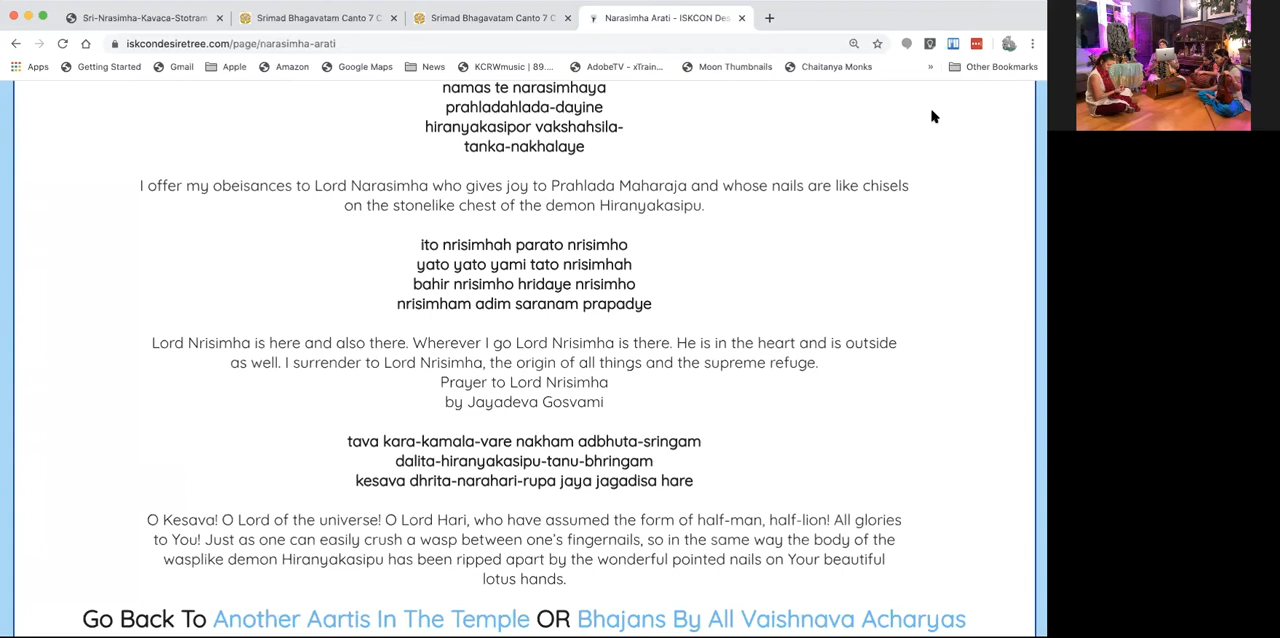 Sri-Nrsimha-Kavaca-Stotram
Srimad Bhagavatam Canto 7 C
Srimad Bhagavatam Canto 7 C
Narasimha Arati - ISKCON Des
iskcondesiretree.com/page/narasimha-arati
Apps Getting Started Gmail Apple Amazon Google Maps News KCRWmusic | 89.... AdobeTV - xTrain... Moon Thumbnails Chaitanya Monks » Other Bookmarks
namas te narasimhaya
prahladahlada-dayine
hiranyakasipor vakshahsila-
tanka-nakhalaye
I offer my obeisances to Lord Narasimha who gives joy to Prahlada Maharaja and whose nails are like chisels
on the stonelike chest of the demon Hiranyakasipu.
ito nrisimhah parato nrisimho
yato yato yami tato nrisimhah
bahir nrisimho hridaye nrisimho
nrisimham adim saranam prapadye
Lord Nrisimha is here and also there. Wherever I go Lord Nrisimha is there. He is in the heart and is outside
as well. I surrender to Lord Nrisimha, the origin of all things and the supreme refuge.
Prayer to Lord Nrisimha
by Jayadeva Gosvami
tava kara-kamala-vare nakham adbhuta-sringam
dalita-hiranyakasipu-tanu-bhringam
kesava dhrita-narahari-rupa jaya jagadisa hare
O Kesava! O Lord of the universe! O Lord Hari, who have assumed the form of half-man, half-lion! All glories
to You! Just as one can easily crush a wasp between one's fingernails, so in the same way the body of the
wasplike demon Hiranyakasipu has been ripped apart by the wonderful pointed nails on Your beautiful
lotus hands.
Go Back To Another Aartis In The Temple OR Bhajans By All Vaishnava Acharyas